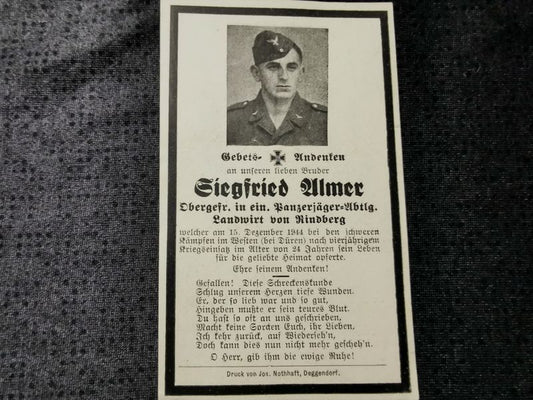 Gebets- Andenken
an unseren lieben Bruder
Siegfried Almer
Obergefr. in ein. Panzerjäger-Abtlg.
Landwirt von Rindberg
welcher am 15. Dezember 1944 bei den schweren
Kämpfen im Westen (bei Düren) nach vierjährigem
Kriegseinsatz im Alter von 24 Jahren sein Leben
für die geliebte Heimat opferte.
Ehre seinem Andenken!
Gefallen! Diese Schreckenskunde
Schlug unserem Herzen tiefe Wunden.
Er, der so lieb war und so gut,
Hingeben mußte er sein teures Blut.
Du hast so oft an uns geschrieben,
Macht keine Sorgen Euch, ihr Lieben.
Ich kehr zurück, auf Wiederseh'n,
Doch kann dies nun nicht mehr gescheh'n.
O Herr, gib ihm die ewige Ruhe!
Druck von Jos. Nothhaft, Deggendorf.